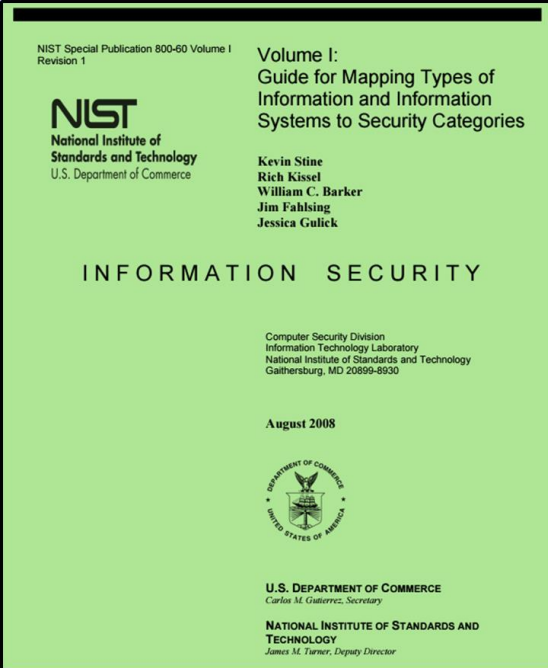 NIST Special Publication 800-60 Volume I
Revision 1
Volume I:
Guide for Mapping Types of
Information and Information
Systems to Security Categories
NIST
National Institute of
Standards and Technology
U.S. Department of Commerce
Kevin Stine
Rich Kissel
William C. Barker
Jim Fahlsing
Jessica Gulick
INFORMATION SECURITY
Computer Security Division
Information Technology Laboratory
National Institute of Standards and Technology
Gaithersburg, MD 20899-8930
August 2008
DEPARTMENT OF COMMERCE
UNITED STATES OF AMERICA
U.S. DEPARTMENT OF COMMERCE
Carlos M. Gutierrez, Secretary
NATIONAL INSTITUTE OF STANDARDS AND
TECHNOLOGY
James M. Turner, Deputy Director